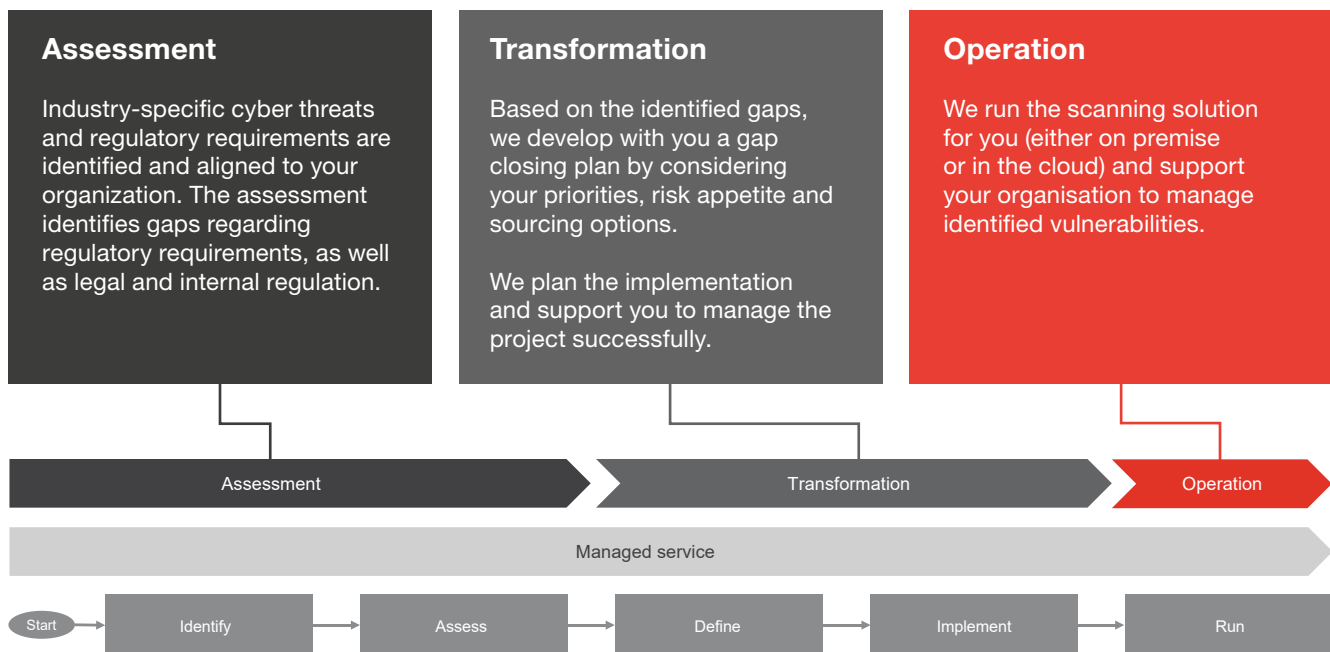 Assessment
Industry-specific cyber threats
and regulatory requirements are
identified and aligned to your
organization. The assessment
identifies gaps regarding
regulatory requirements, as well
as legal and internal regulation.
Transformation
Based on the identified gaps,
we develop with you a gap
closing plan by considering
your priorities, risk appetite and
sourcing options.
We plan the implementation
and support you to manage the
project successfully.
Operation
We run the scanning solution
for you (either on premise
or in the cloud) and support
your organisation to manage
identified vulnerabilities.
Assessment
Transformation
Operation
Managed service
Start
Identify
Assess
Define
Implement
Run